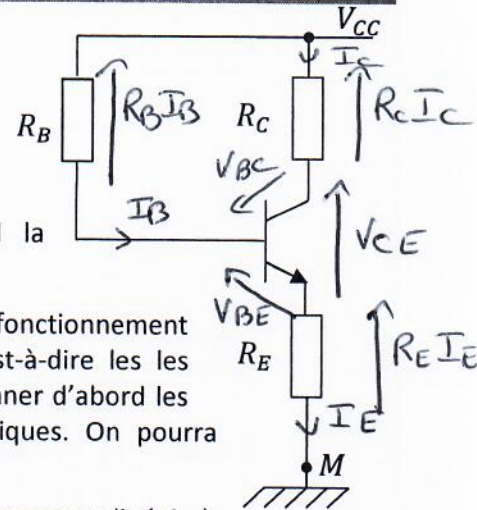 V_CC
I_C
R_B
R_B I_B
R_C
R_C I_C
V_BC
I_B
la
V_CE
fonctionnement
V_BE
st-à-dire les les
R_E
R_E I_E
ner d'abord les
iques. On pourra
I_E
M